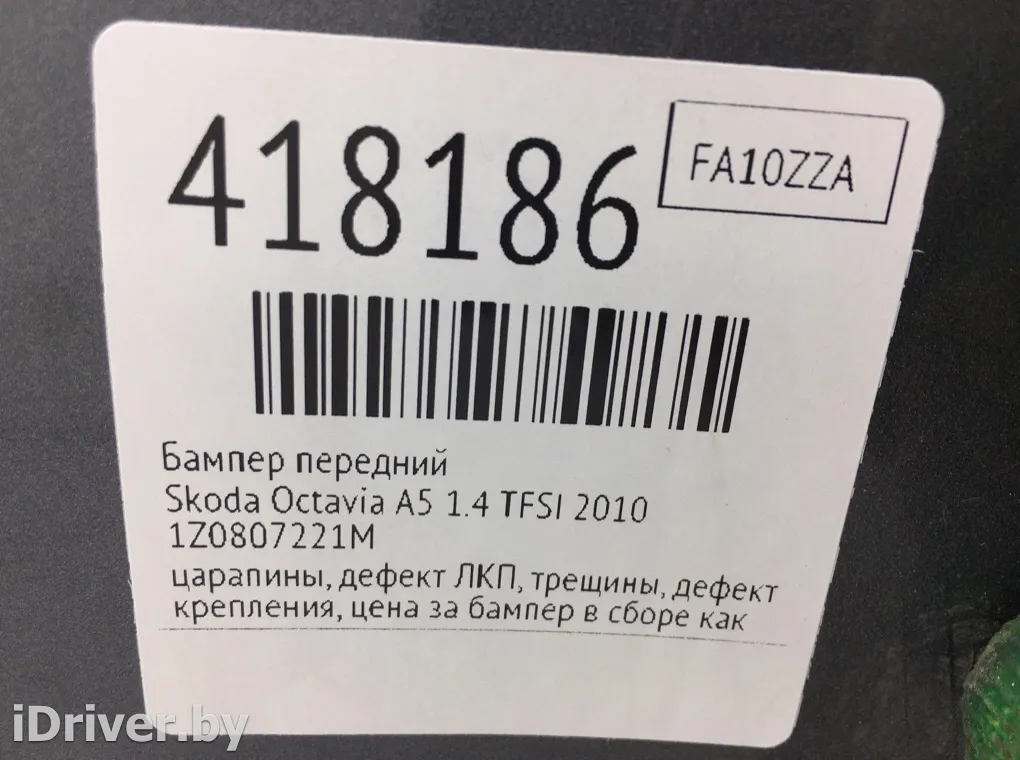 418186
FA10ZZA
Бампер передний
Skoda Octavia A5 1.4 TFSI 2010
1Z0807221M
царапины, дефект ЛКП, трещины, дефект
крепления, цена за бампер в сборе как
iDriver.by